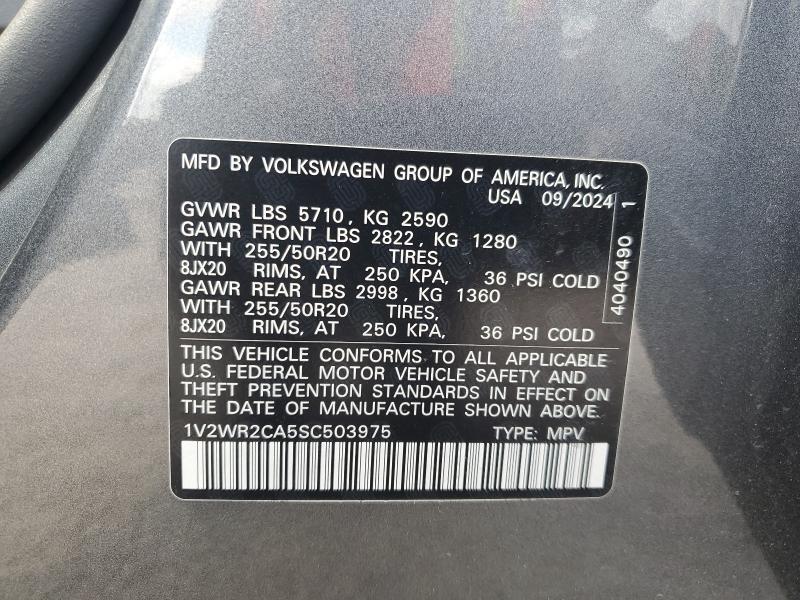 MFD BY VOLKSWAGEN GROUP OF AMERICA, INC.
USA 09/2024
GVWR LBS 5710, KG 2590
GAWR FRONT LBS 2822, KG 1280
WITH 255/50R20 TIRES,
8JX20 RIMS, AT 250 KPA, 36 PSI COLD
GAWR REAR LBS 2998, KG 1360
WITH 255/50R20 TIRES,
8JX20 RIMS, AT 250 KPA, 36 PSI COLD
4040490 1
THIS VEHICLE CONFORMS TO ALL APPLICABLE
U.S. FEDERAL MOTOR VEHICLE SAFETY AND
THEFT PREVENTION STANDARDS IN EFFECT ON
THE DATE OF MANUFACTURE SHOWN ABOVE.
1V2WR2CA5SC503975 TYPE: MPV